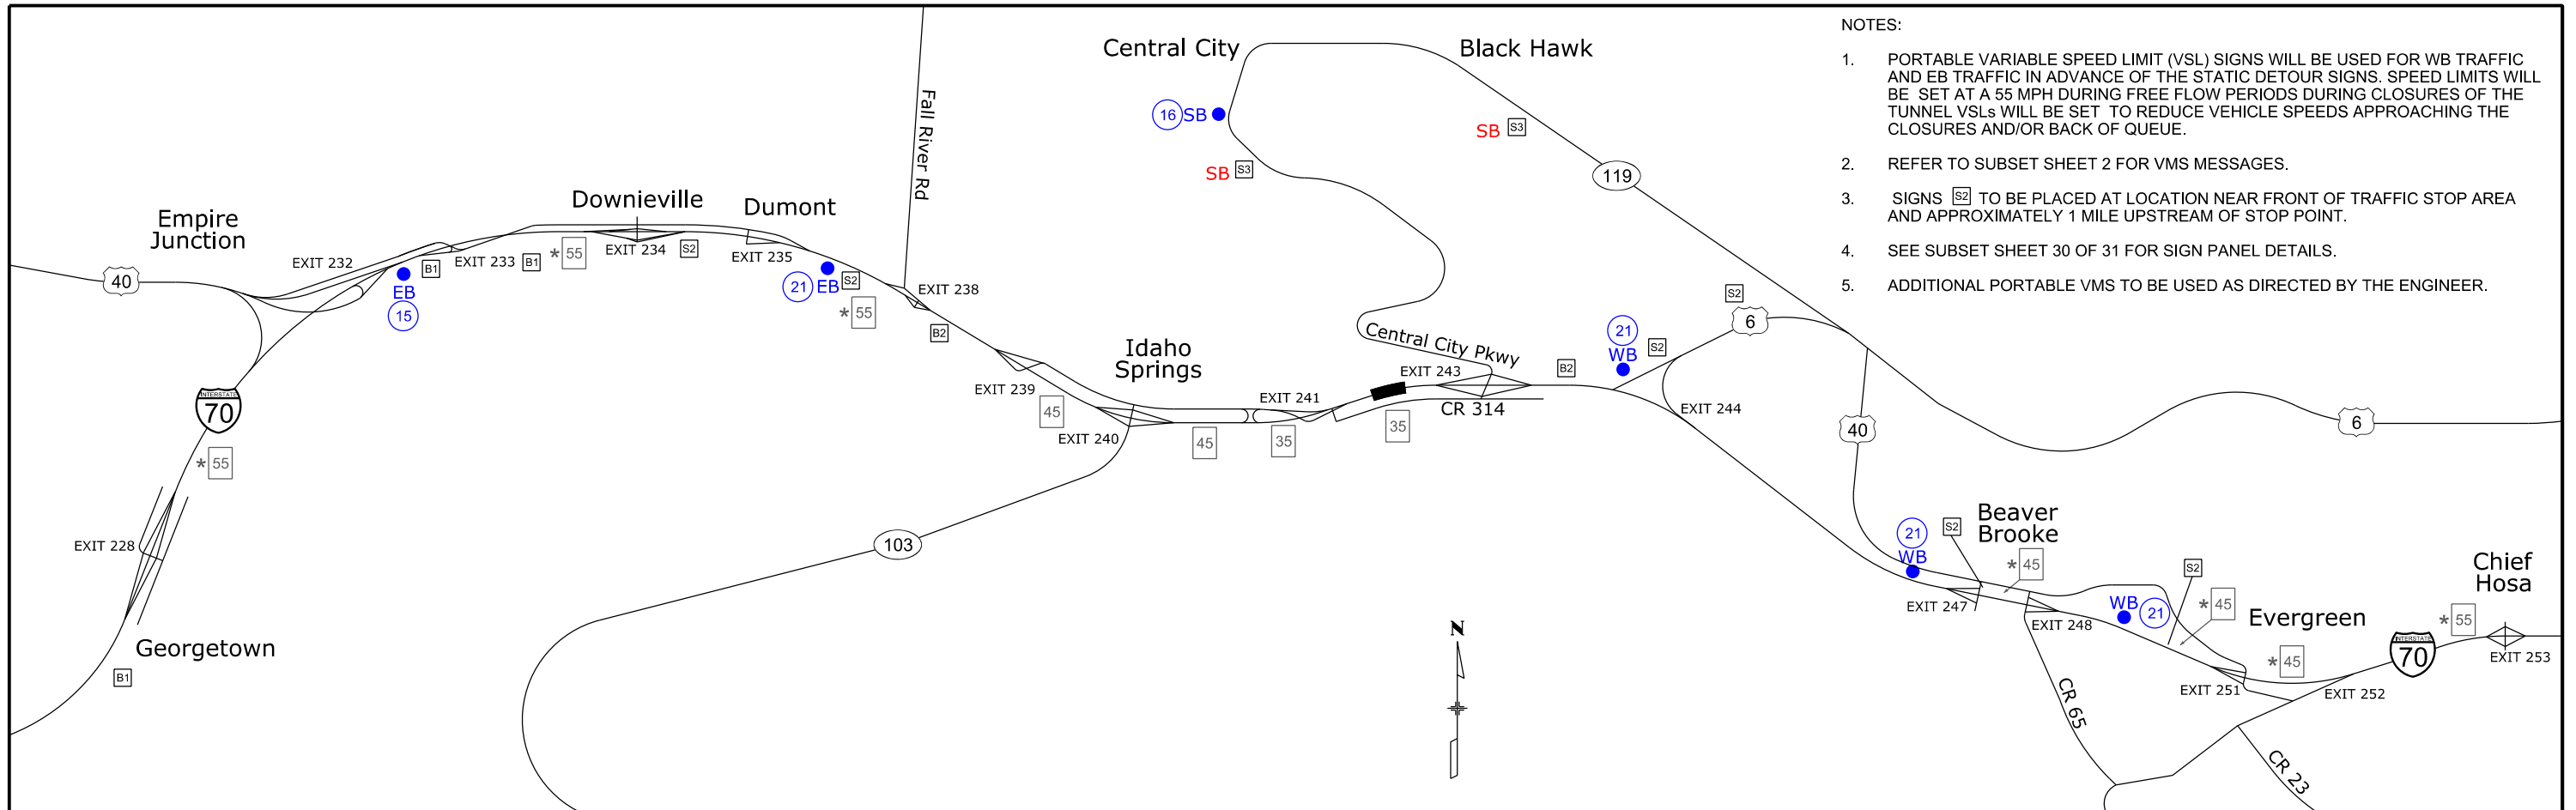 NOTES:
1. PORTABLE VARIABLE SPEED LIMIT (VSL) SIGNS WILL BE USED FOR WB TRAFFIC
AND EB TRAFFIC IN ADVANCE OF THE STATIC DETOUR SIGNS. SPEED LIMITS WILL
BE SET AT A 55 MPH DURING FREE FLOW PERIODS DURING CLOSURES OF THE
TUNNEL VSLs WILL BE SET TO REDUCE VEHICLE SPEEDS APPROACHING THE
CLOSURES AND/OR BACK OF QUEUE.
2. REFER TO SUBSET SHEET 2 FOR VMS MESSAGES.
3. SIGNS S2 TO BE PLACED AT LOCATION NEAR FRONT OF TRAFFIC STOP AREA
AND APPROXIMATELY 1 MILE UPSTREAM OF STOP POINT.
4. SEE SUBSET SHEET 30 OF 31 FOR SIGN PANEL DETAILS.
5. ADDITIONAL PORTABLE VMS TO BE USED AS DIRECTED BY THE ENGINEER.
Central City
Black Hawk
16 SB
SB S3
SB S3
119
Fall River Rd
Empire
Junction
Downieville
Dumont
40
EXIT 232
EXIT 233
B1
B1
* 55
EXIT 234
S2
EXIT 235
EB
15
21 EB S2
* 55
EXIT 238
B2
INTERSTATE
70
* 55
EXIT 228
Georgetown
B1
Idaho
Springs
EXIT 239
45
EXIT 240
45
EXIT 241
35
35
Central City Pkwy
EXIT 243
CR 314
B2
21
WB
S2
S2
6
EXIT 244
103
40
6
N
21
WB
S2
Beaver
Brooke
* 45
EXIT 247
EXIT 248
WB 21
S2
* 45
Evergreen
* 45
EXIT 251
EXIT 252
INTERSTATE
70
* 55
Chief
Hosa
EXIT 253
CR 65
CR 23